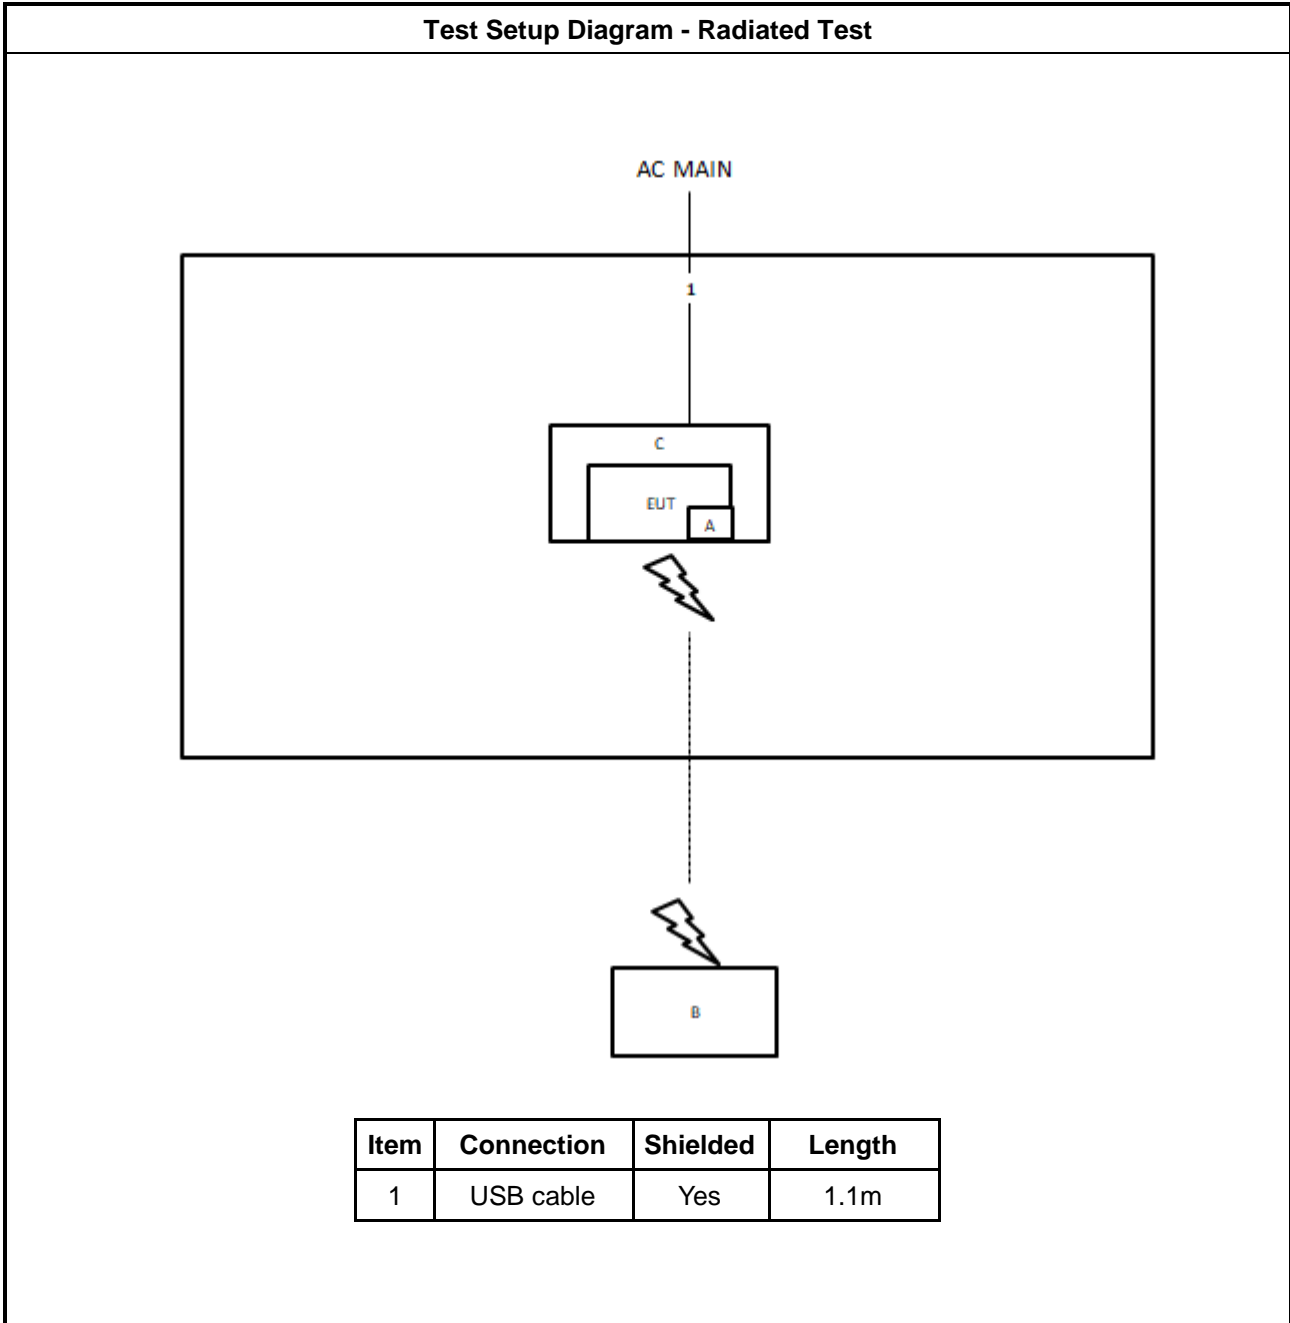 Test Setup Diagram - Radiated Test
AC MAIN
1
C
EUT
A
B
Item Connection Shielded Length
1 USB cable Yes 1.1m